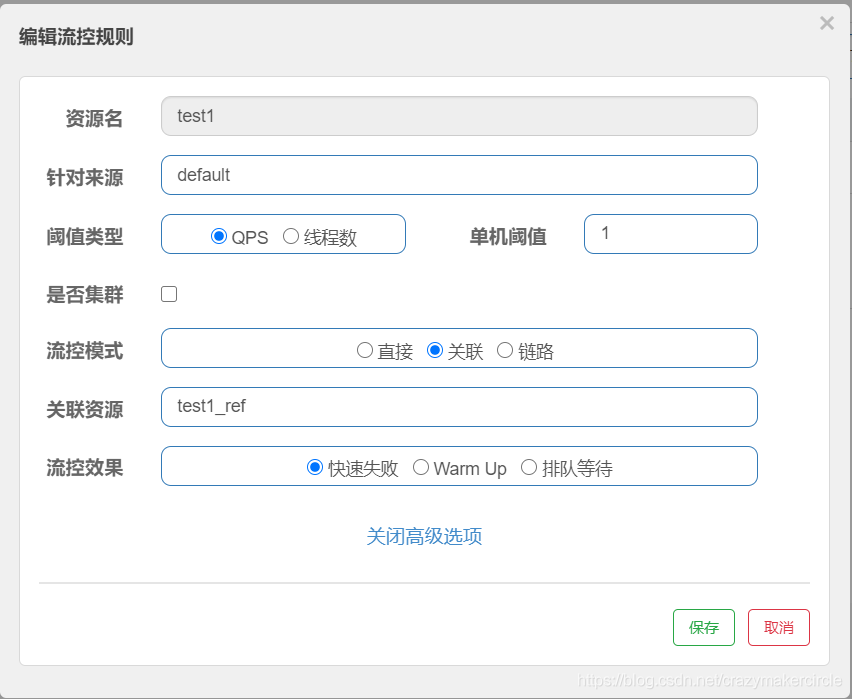 编辑流控规则 ×
资源名 test1
针对来源 default
阈值类型 QPS 线程数 单机阈值 1
是否集群
流控模式 直接 关联 链路
关联资源 test1_ref
流控效果 快速失败 Warm Up 排队等待
关闭高级选项
保存 取消
https://blog.csdn.net/crazymakercircle